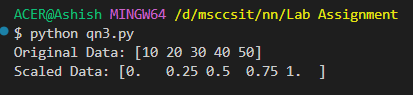 ACER@Ashish MINGW64 /d/msccsit/nn/Lab Assignment
$ python qn3.py
Original Data: [10 20 30 40 50]
Scaled Data: [0.   0.25 0.5  0.75 1.  ]